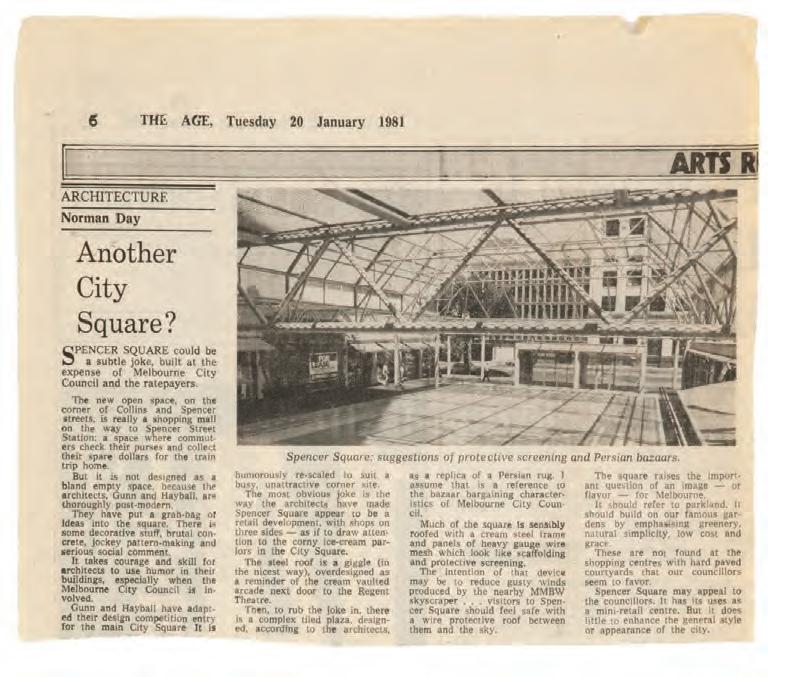 6 THE AGE, Tuesday 20 January 1981
ARTS R
ARCHITECTURE
Norman Day
Another
City
Square?
SPENCER SQUARE could be
a subtle joke, built at the
expense of Melbourne City
Council and the ratepayers.
The new open space, on the
corner of Collins and Spencer
streets, is really a shopping mall
on the way to Spencer Street
Station: a space where commut-
ers check their purses and collect
their spare dollars for the train
trip home.
But it is not designed as a
bland empty space, because the
architects, Gunn and Hayball, are
thoroughly post-modern.
They have put a grab-bag of
ideas into the square. There is
some decorative stuff, brutal con-
crete, jockey pattern-making and
serious social comment.
It takes courage and skill for
architects to use humor in their
buildings, especially when the
Melbourne City Council is in-
volved.
Gunn and Hayball have adapt-
ed their design competition entry
for the main City Square It is
FOR
LEASE
Spencer Square: suggestions of protective screening and Persian bazaars.
humorously re-scaled to suit a
busy, unattractive corner site.
The most obvious joke is the
way the architects have made
Spencer Square appear to be a
retail development, with shops on
three sides — as if to draw atten-
tion to the corny ice-cream par-
lors in the City Square.
The steel roof is a giggle (in
the nicest way), overdesigned as
a reminder of the cream vaulted
arcade next door to the Regent
Theatre.
Then, to rub the joke in, there
is a complex tiled plaza, design-
ed, according to the architects,
as a replica of a Persian rug. I
assume that is a reference to
the bazaar bargaining character-
istics of Melbourne City Coun-
cil.
Much of the square is sensibly
roofed with a cream steel frame
and panels of heavy gauge wire
mesh which look like scaffolding
and protective screening.
The intention of that device
may be to reduce gusty winds
produced by the nearby MMBW
skyscraper . . . visitors to Spen-
cer Square should feel safe with
a wire protective roof between
them and the sky.
The square raises the import-
ant question of an image — or
flavor — for Melbourne.
It should refer to parkland. It
should build on our famous gar-
dens by emphasising greenery,
natural simplicity, low cost and
grace.
These are not found at the
shopping centres with hard paved
courtyards that our councillors
seem to favor.
Spencer Square may appeal to
the councillors. It has its uses as
a mini-retail centre. But it does
little to enhance the general style
or appearance of the city.